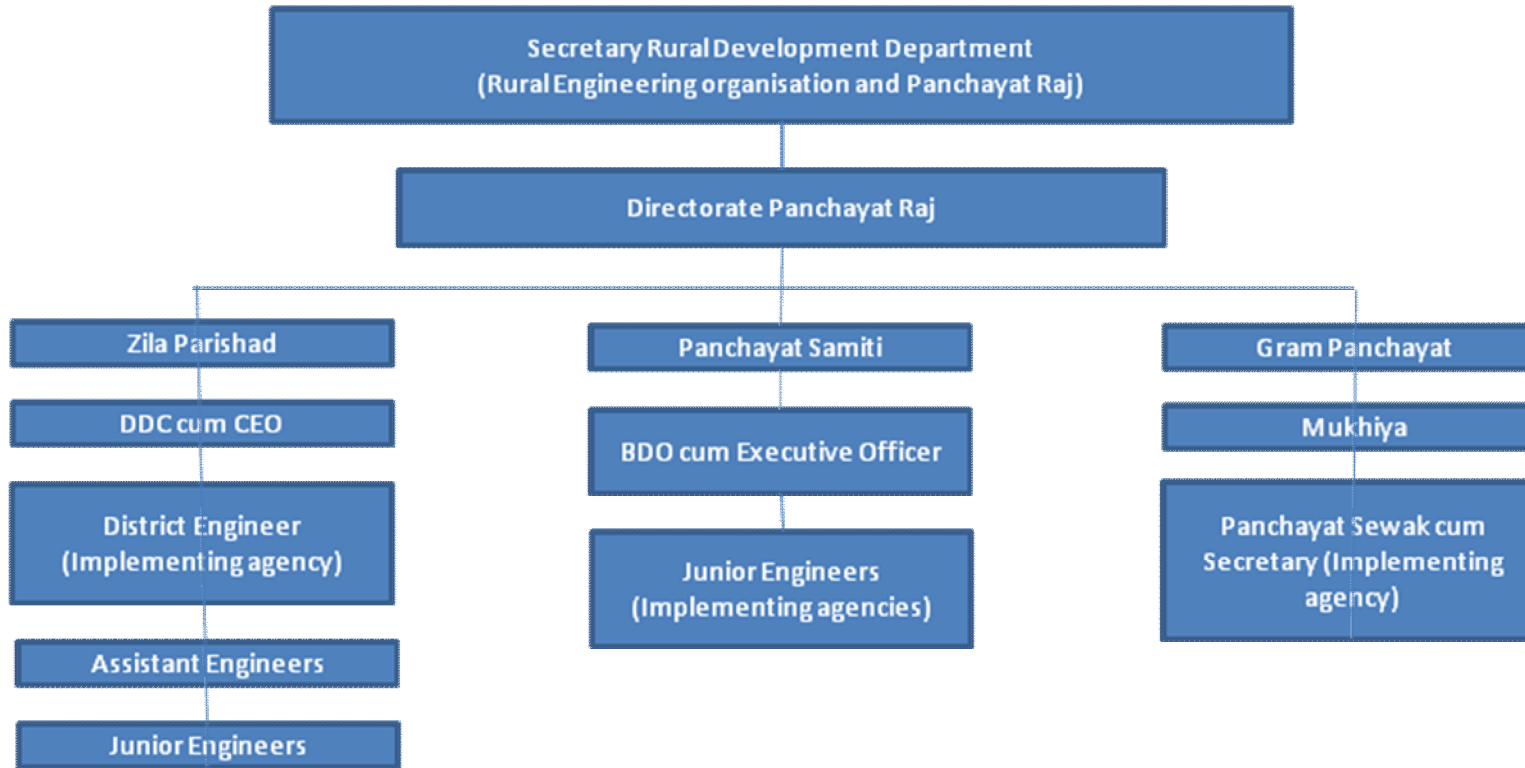 Secretary Rural Development Department
(Rural Engineering organisation and Panchayat Raj)
Directorate Panchayat Raj
Zila Parishad
DDC cum CEO
District Engineer
(Implementing agency)
Assistant Engineers
Junior Engineers
Panchayat Samiti
BDO cum Executive Officer
Junior Engineers
(Implementing agencies)
Gram Panchayat
Mukhiya
Panchayat Sewak cum
Secretary (Implementing
agency)